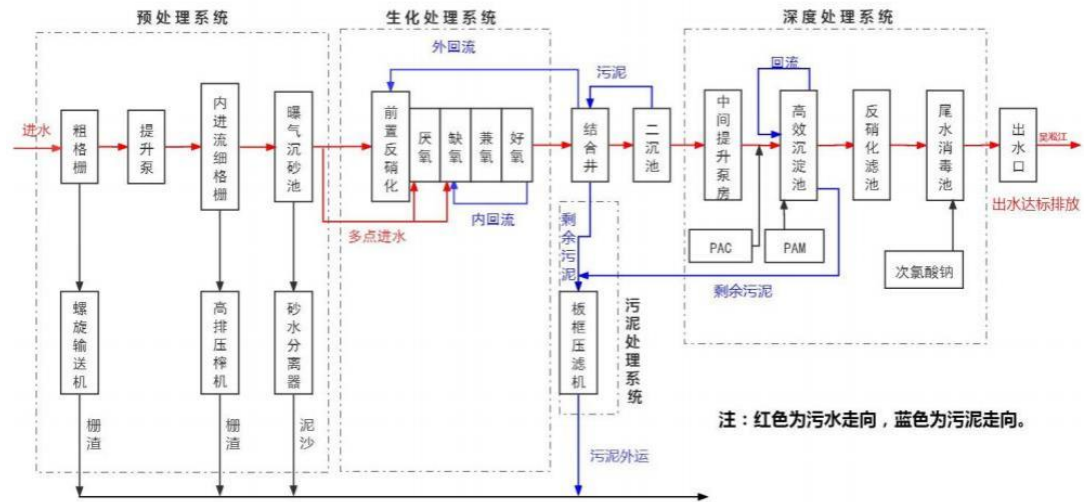 预处理系统
生化处理系统
深度处理系统
外回流
污泥
回流
进水
粗格栅
提升泵
内进流细格栅
曝气沉砂池
前置反硝化
厌氧
缺氧
兼氧
好氧
结合井
二沉池
中间提升泵房
高效沉淀池
反硝化滤池
尾水消毒池
出水口
呈淞江
出水达标排放
多点进水
内回流
剩余污泥
PAC
PAM
次氯酸钠
剩余污泥
螺旋输送机
高排压榨机
砂水分离器
板框压滤机
污泥处理系统
注：红色为污水走向，蓝色为污泥走向。
栅渣
栅渣
泥沙
污泥外运